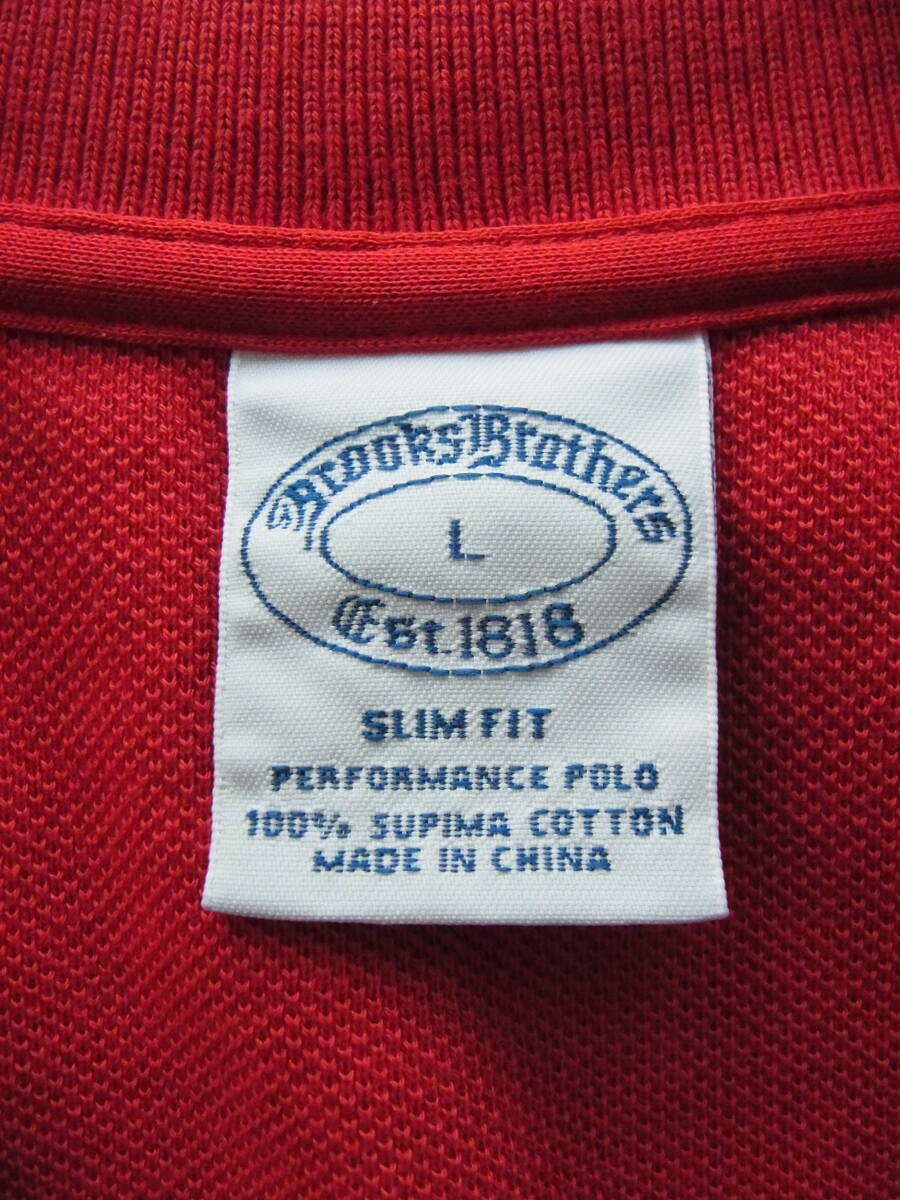 Brooks Brothers
L
Est. 1818
SLIM FIT
PERFORMANCE POLO
100% SUPIMA COTTON
MADE IN CHINA